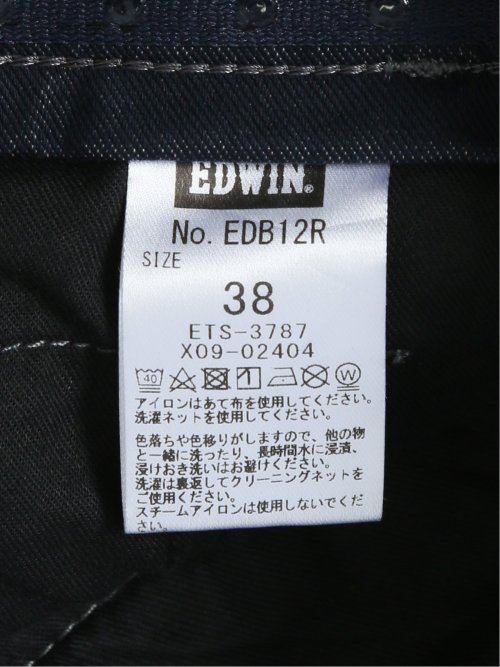 EDWIN®
No. EDB12R
SIZE
38
ETS-3787
X09-02404
40 1 W
アイロンはあて布を使用してください。
洗濯ネットを使用してください。
色落ちや色移りがしますので、他の物
と一緒に洗ったり、長時間水に浸漬、
浸けおき洗いはお避けください。
洗濯は裏返してクリーニングネットを
ご使用ください。
スチームアイロンは使用しないでくだ
さい。